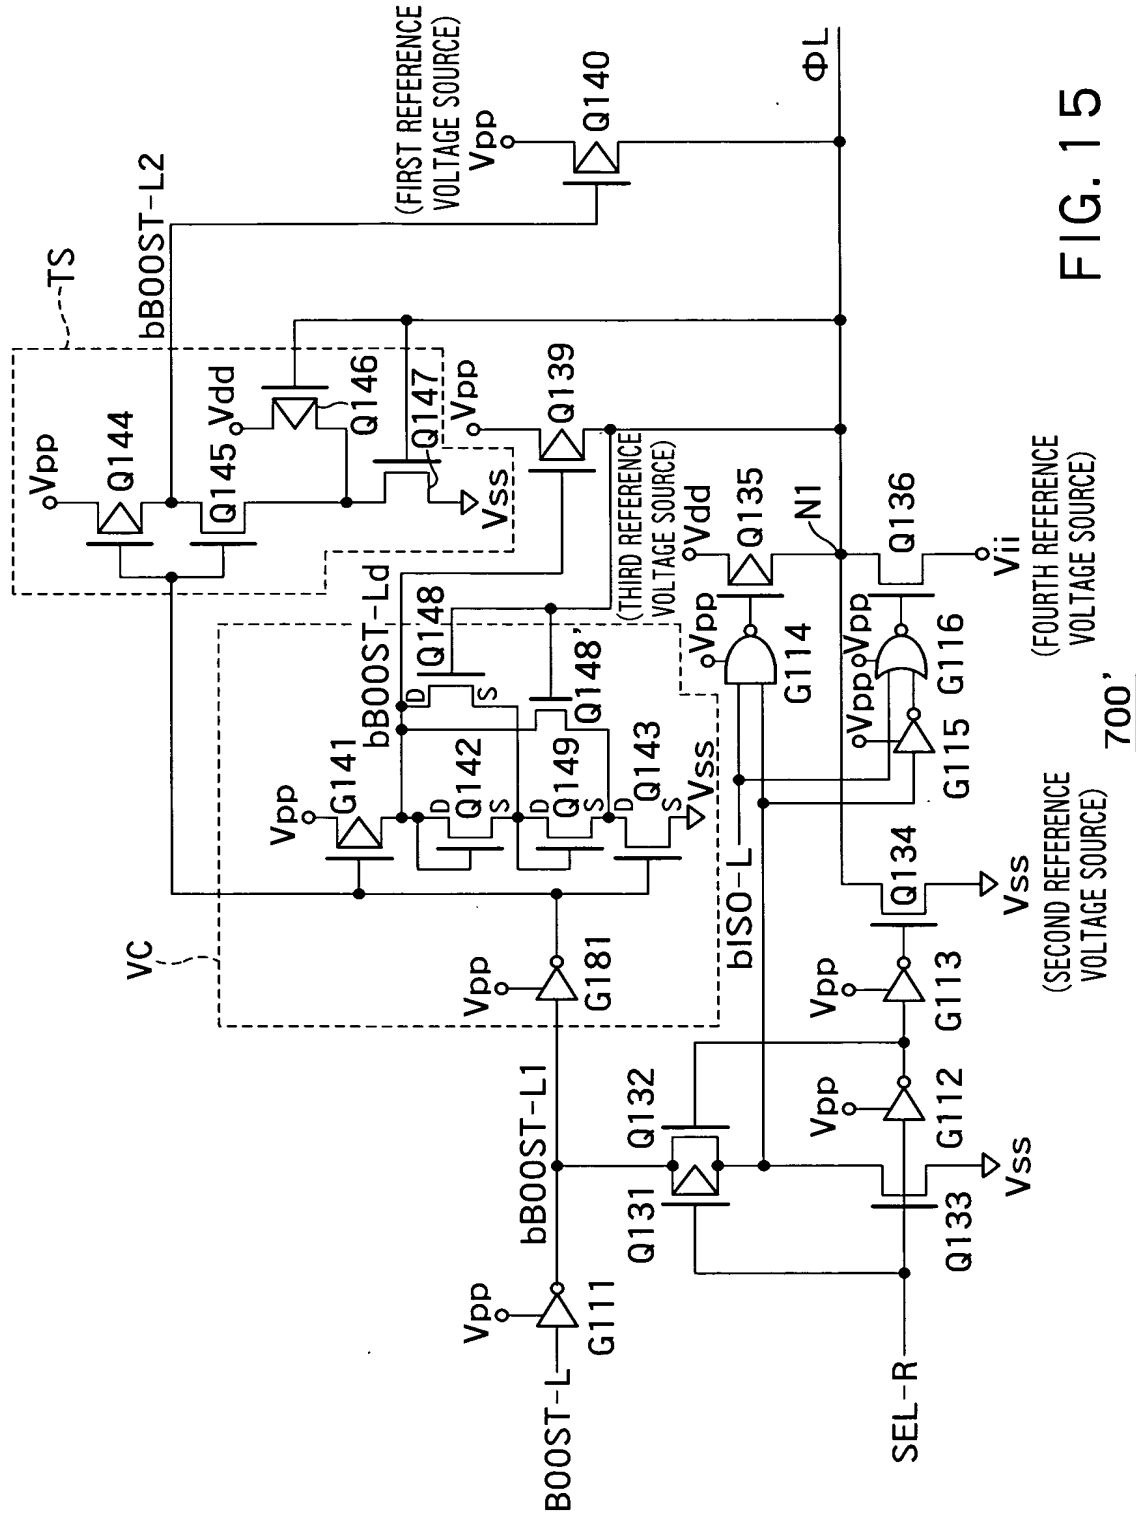 FIG. 15
700'
BOOST-L
Vpp
G111
bBOOST-L1
VC
Vpp
G181
Vpp
G141
bBOOST-Ld
D
Q142
S
D
Q149
S
D
Q143
S
Vss
D
Q148
S
Q148'
TS
Vpp
Q144
Q145
Vdd
Q146
Q147
Vss
bBOOST-L2
Vpp
Q139
(FIRST REFERENCE
VOLTAGE SOURCE)
Vpp
Q140
ΦL
(THIRD REFERENCE
VOLTAGE SOURCE)
Vdd
Q135
N1
Q136
Vii
(FOURTH REFERENCE
VOLTAGE SOURCE)
Vpp
G114
Vpp
G116
Vpp
G115
bISO-L
Q134
Vss
(SECOND REFERENCE
VOLTAGE SOURCE)
Vpp
G113
Vpp
G112
Q131
Q132
Q133
Vss
SEL-R